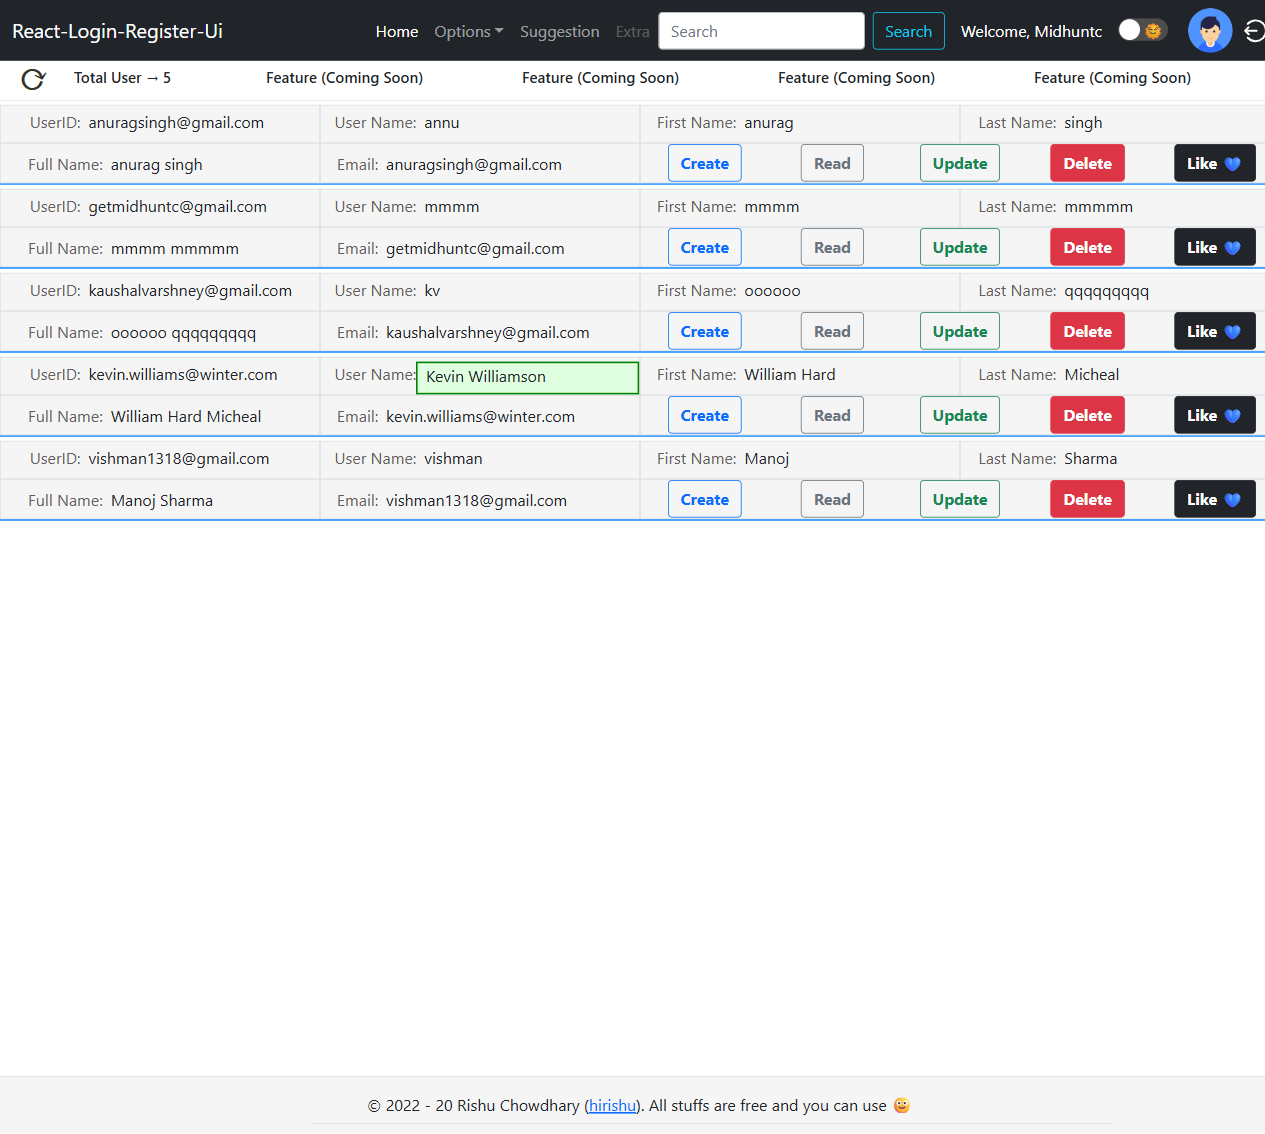 React-Login-Register-Ui Home Options Suggestion Extra Search Search Welcome, Midhuntc
Total User → 5 Feature (Coming Soon) Feature (Coming Soon) Feature (Coming Soon) Feature (Coming Soon)
UserID: anuragsingh@gmail.com User Name: annu First Name: anurag Last Name: singh
Full Name: anurag singh Email: anuragsingh@gmail.com Create Read Update Delete Like 💙
UserID: getmidhuntc@gmail.com User Name: mmmm First Name: mmmm Last Name: mmmmm
Full Name: mmmm mmmmm Email: getmidhuntc@gmail.com Create Read Update Delete Like 💙
UserID: kaushalvarshney@gmail.com User Name: kv First Name: oooooo Last Name: qqqqqqqqq
Full Name: oooooo qqqqqqqqq Email: kaushalvarshney@gmail.com Create Read Update Delete Like 💙
UserID: kevin.williams@winter.com User Name: Kevin Williamson First Name: William Hard Last Name: Micheal
Full Name: William Hard Micheal Email: kevin.williams@winter.com Create Read Update Delete Like 💙
UserID: vishman1318@gmail.com User Name: vishman First Name: Manoj Last Name: Sharma
Full Name: Manoj Sharma Email: vishman1318@gmail.com Create Read Update Delete Like 💙
© 2022 - 20 Rishu Chowdhary (hirishu). All stuffs are free and you can use 😉